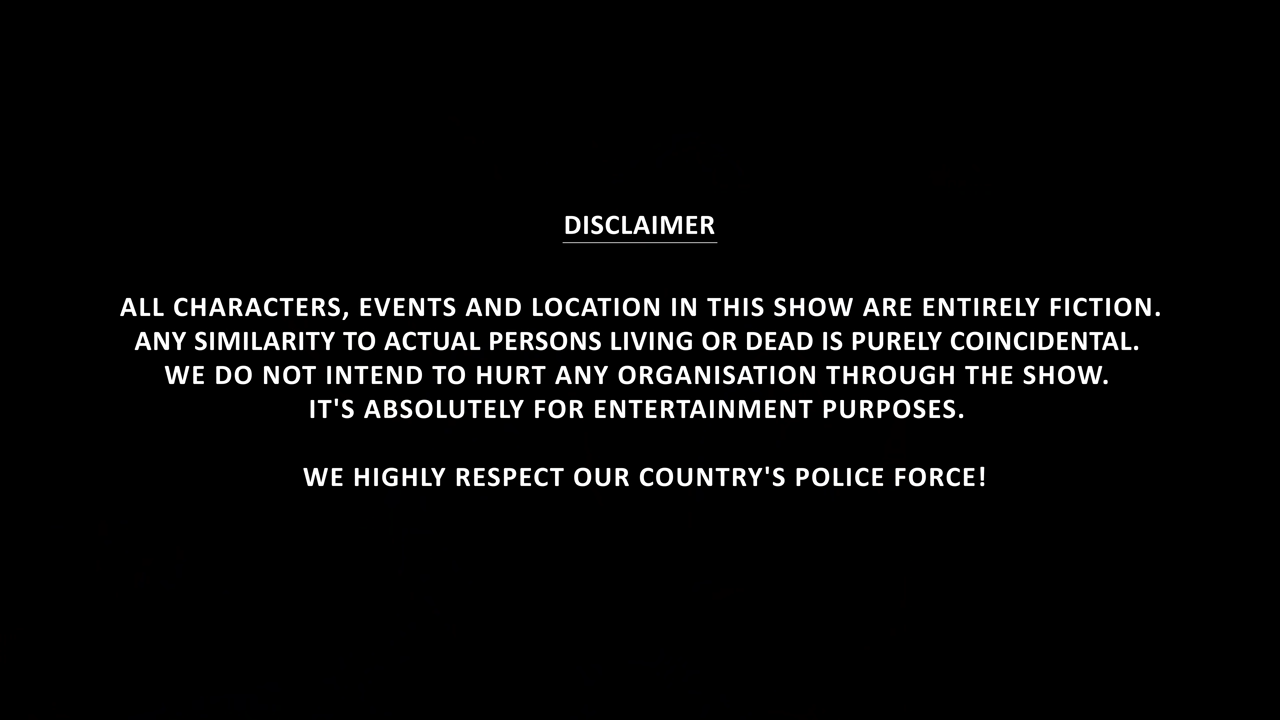 DISCLAIMER
ALL CHARACTERS, EVENTS AND LOCATION IN THIS SHOW ARE ENTIRELY FICTION.
ANY SIMILARITY TO ACTUAL PERSONS LIVING OR DEAD IS PURELY COINCIDENTAL.
WE DO NOT INTEND TO HURT ANY ORGANISATION THROUGH THE SHOW.
IT'S ABSOLUTELY FOR ENTERTAINMENT PURPOSES.
WE HIGHLY RESPECT OUR COUNTRY'S POLICE FORCE!